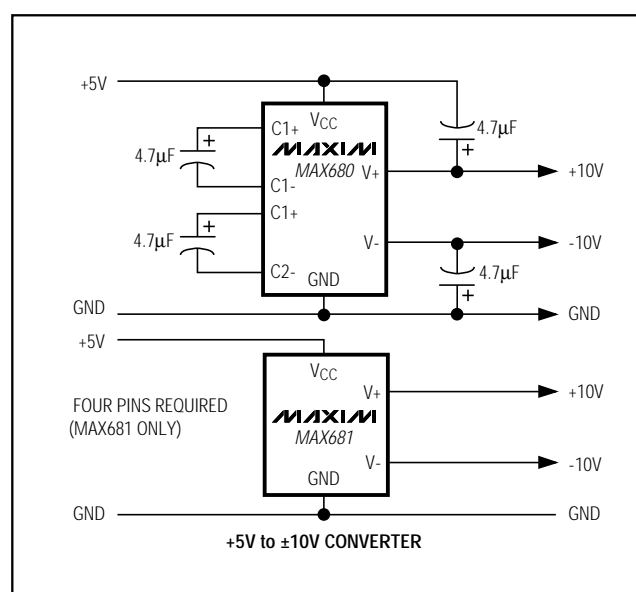 +5V
4.7μF
C1+
VCC
4.7μF
MAXIM
MAX680
V+
+10V
C1-
C1+
4.7μF
V-
-10V
C2-
GND
4.7μF
GND
GND
+5V
VCC
V+
+10V
FOUR PINS REQUIRED
(MAX681 ONLY)
MAXIM
MAX681
V-
-10V
GND
GND
GND
+5V to ±10V CONVERTER